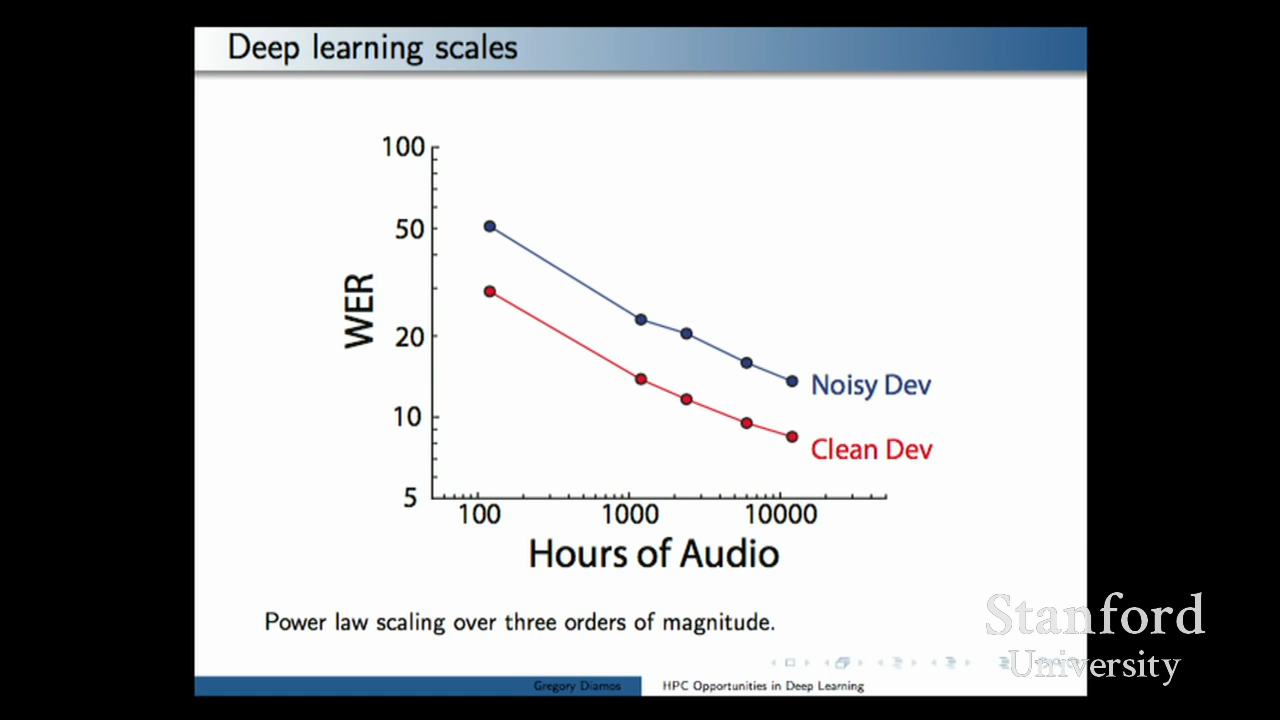 Deep learning scales
100
50
WER
20
10
5
Noisy Dev
Clean Dev
100 1000 10000
Hours of Audio
Power law scaling over three orders of magnitude.
Stanford
University
Gregory Diamos HPC Opportunities in Deep Learning